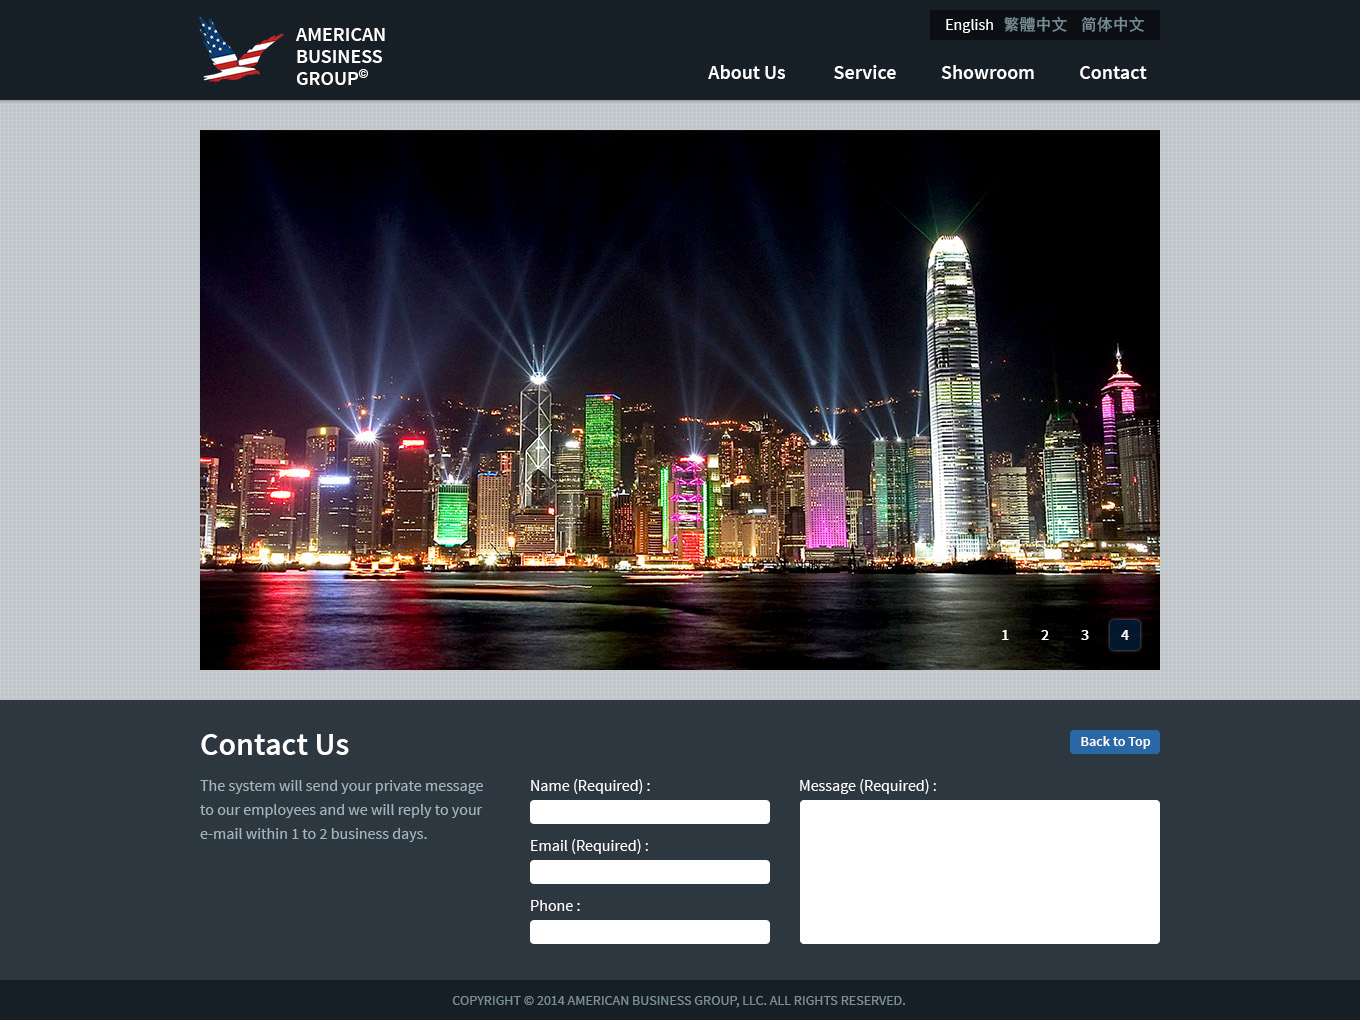 AMERICAN
BUSINESS
GROUP©
English 繁體中文 简体中文
About Us Service Showroom Contact
1 2 3 4
Contact Us
Back to Top
The system will send your private message
to our employees and we will reply to your
e-mail within 1 to 2 business days.
Name (Required) :
Email (Required) :
Phone :
Message (Required) :
COPYRIGHT © 2014 AMERICAN BUSINESS GROUP, LLC. ALL RIGHTS RESERVED.